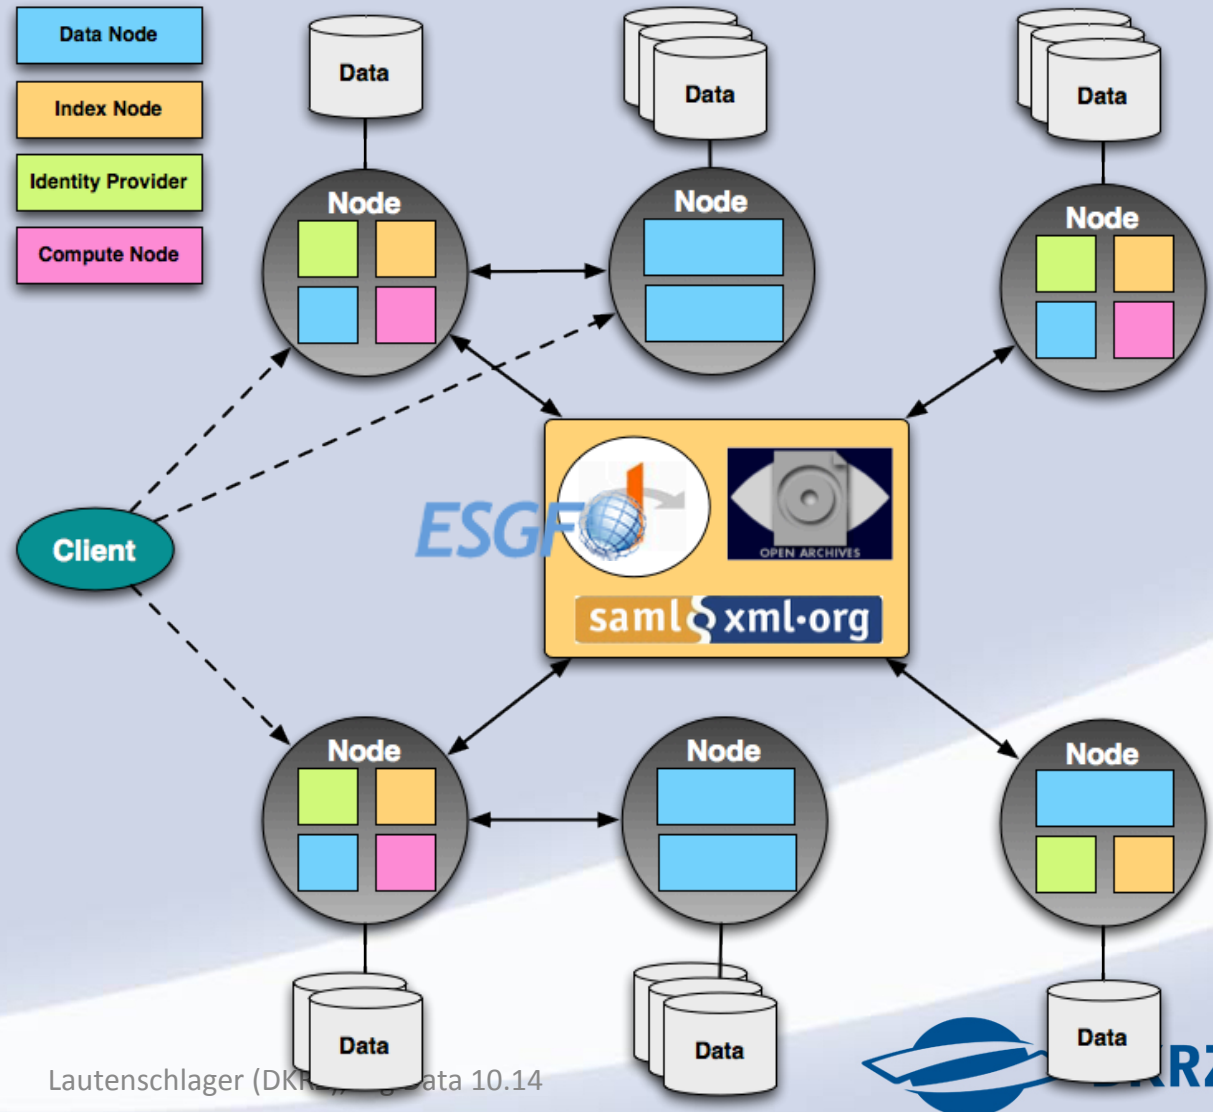 Data Node
Index Node
Identity Provider
Compute Node
Data
Data
Data
Node
Node
Node
Client
ESGF
OPEN ARCHIVES
saml xml·org
Node
Node
Node
Data
Data
Data
Lautenschlager ata 10.14